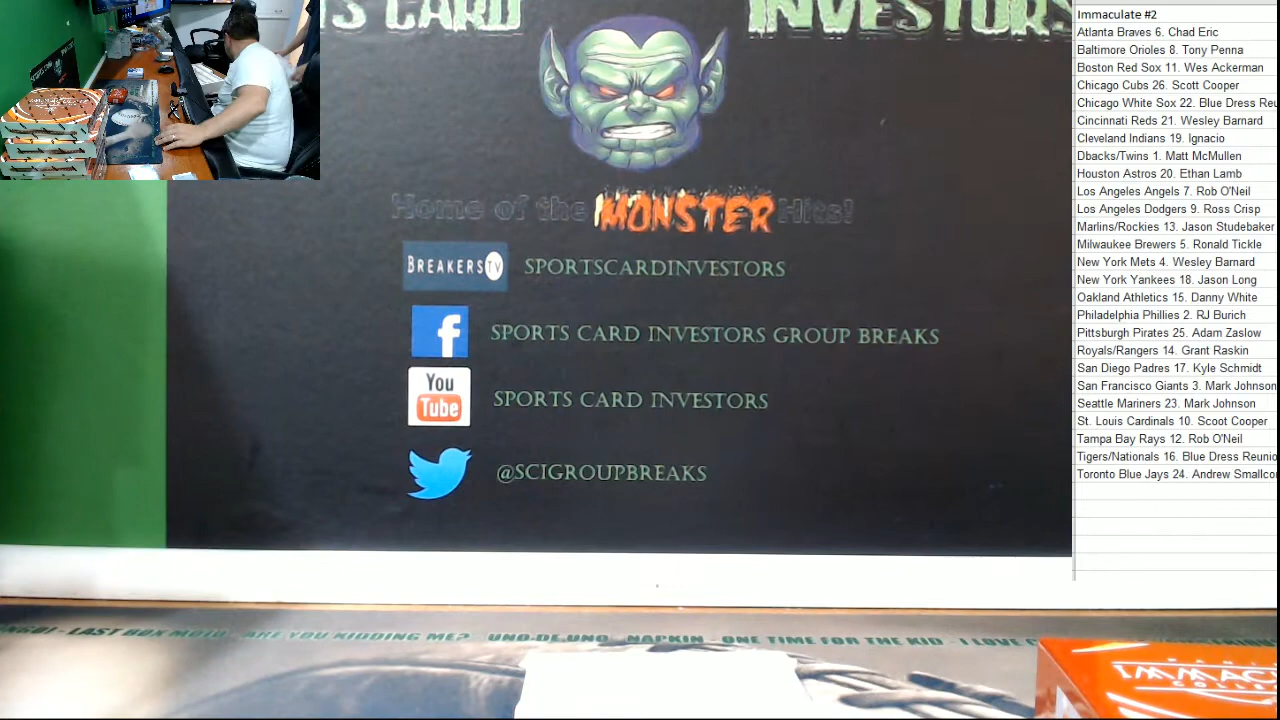 S CARD INVESTORS
Home of the MONSTER Hits!
BREAKERS TV SPORTSCARDINVESTORS
f SPORTS CARD INVESTORS GROUP BREAKS
You Tube SPORTS CARD INVESTORS
@SCIGROUPBREAKS
Immaculate #2
Atlanta Braves 6. Chad Eric
Baltimore Orioles 8. Tony Penna
Boston Red Sox 11. Wes Ackerman
Chicago Cubs 26. Scott Cooper
Chicago White Sox 22. Blue Dress Reu
Cincinnati Reds 21. Wesley Barnard
Cleveland Indians 19. Ignacio
Dbacks/Twins 1. Matt McMullen
Houston Astros 20. Ethan Lamb
Los Angeles Angels 7. Rob O'Neil
Los Angeles Dodgers 9. Ross Crisp
Marlins/Rockies 13. Jason Studebaker
Milwaukee Brewers 5. Ronald Tickle
New York Mets 4. Wesley Barnard
New York Yankees 18. Jason Long
Oakland Athletics 15. Danny White
Philadelphia Phillies 2. RJ Burich
Pittsburgh Pirates 25. Adam Zaslow
Royals/Rangers 14. Grant Raskin
San Diego Padres 17. Kyle Schmidt
San Francisco Giants 3. Mark Johnson
Seattle Mariners 23. Mark Johnson
St. Louis Cardinals 10. Scoot Cooper
Tampa Bay Rays 12. Rob O'Neil
Tigers/Nationals 16. Blue Dress Reunio
Toronto Blue Jays 24. Andrew Smallco
LAST BOX MOJO - ARE YOU KIDDING ME? UNO DE UNO - NAPKIN - ONE TIME FOR THE KID - I LOVE
IMMAC
COLLE